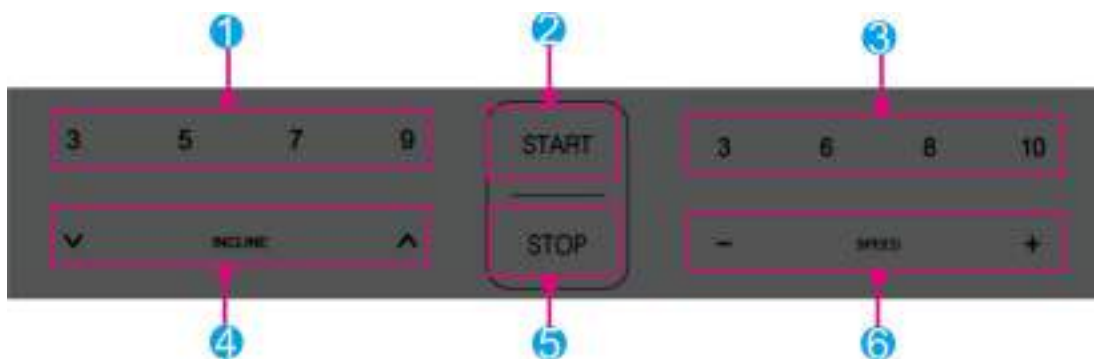 1 2 3
3 5 7 9 START 3 6 8 10
INCLINE STOP - SPEED +
4 5 6